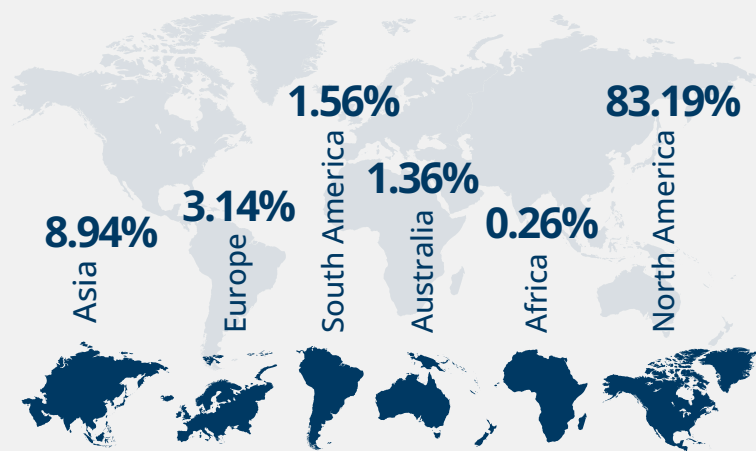 8.94%
Asia
3.14%
Europe
1.56%
South America
1.36%
Australia
0.26%
Africa
83.19%
North America